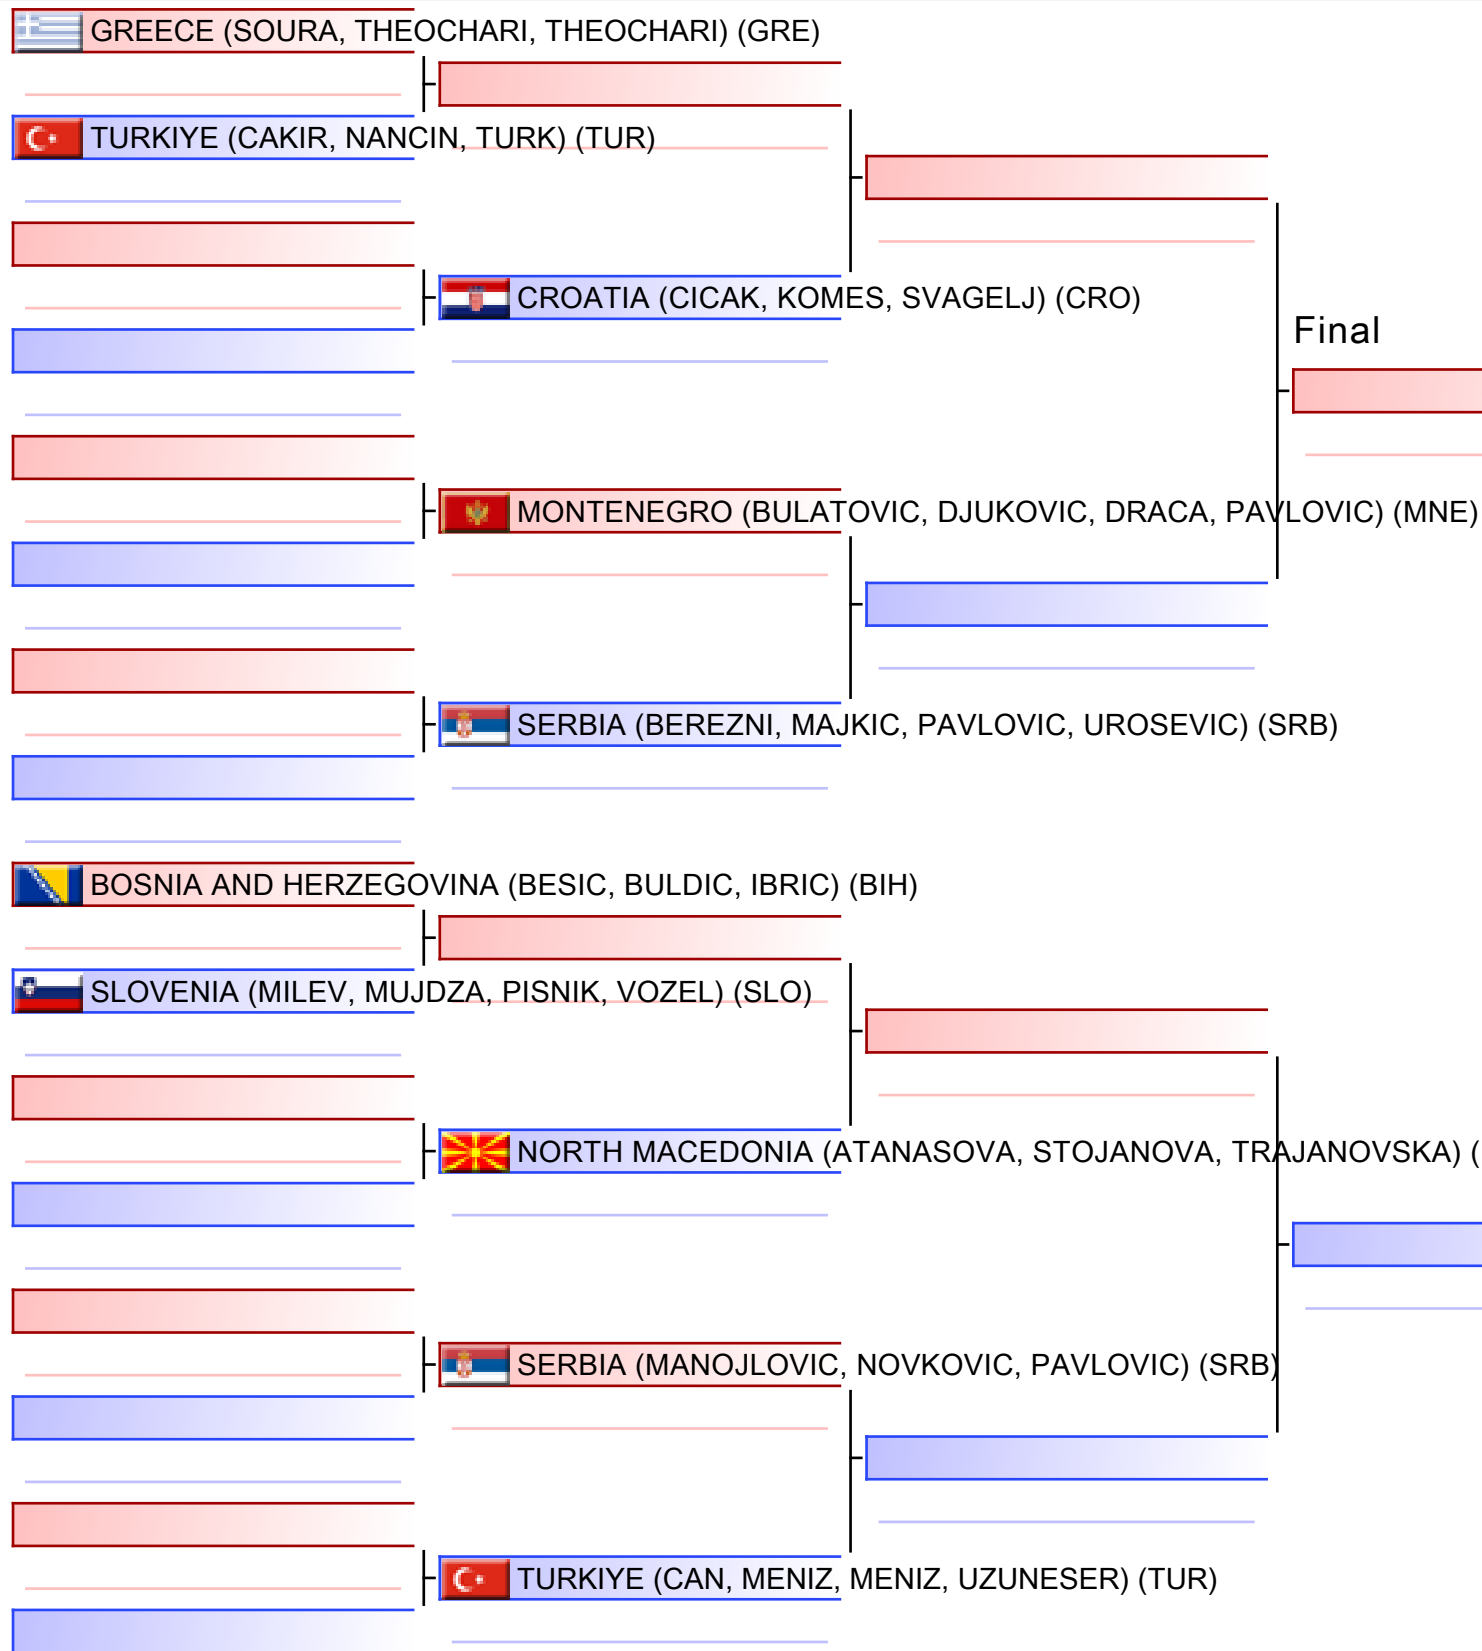 GREECE (SOURA, THEOCHARI, THEOCHARI) (GRE)
TURKIYE (CAKIR, NANCIN, TURK) (TUR)
CROATIA (CICAK, KOMES, SVAGELJ) (CRO)
Final
MONTENEGRO (BULATOVIC, DJUKOVIC, DRACA, PAVLOVIC) (MNE)
SERBIA (BEREZNI, MAJKIC, PAVLOVIC, UROSEVIC) (SRB)
BOSNIA AND HERZEGOVINA (BESIC, BULDIC, IBRIC) (BIH)
SLOVENIA (MILEV, MUJDZA, PISNIK, VOZEL) (SLO)
NORTH MACEDONIA (ATANASOVA, STOJANOVA, TRAJANOVSKA) (
SERBIA (MANOJLOVIC, NOVKOVIC, PAVLOVIC) (SRB)
TURKIYE (CAN, MENIZ, MENIZ, UZUNESER) (TUR)